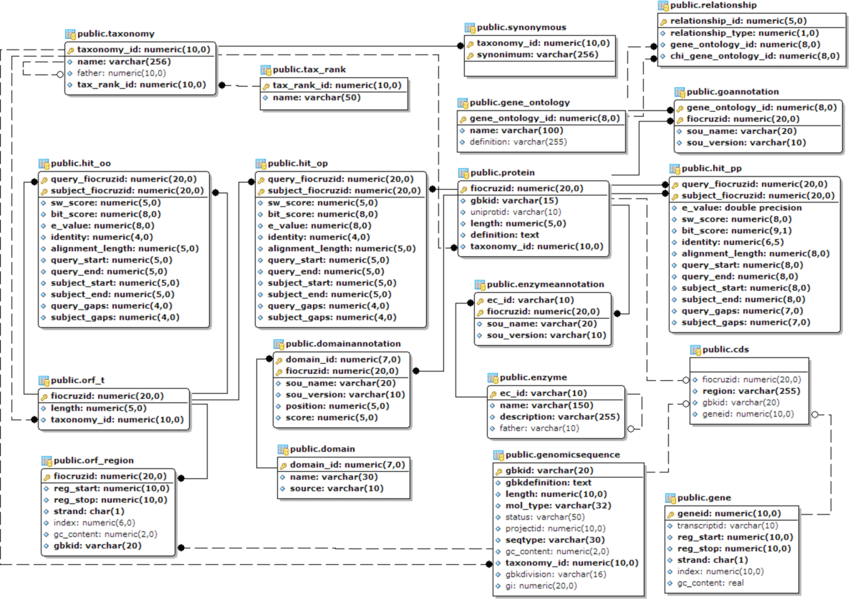 public.taxonomy
taxonomy_id: numeric(10,0)
name: varchar(256)
father: numeric(10,0)
tax_rank_id: numeric(10,0)
public.tax_rank
tax_rank_id: numeric(10,0)
name: varchar(50)
public.synonymous
taxonomy_id: numeric(10,0)
synonimum: varchar(256)
public.relationship
relationship_id: numeric(5,0)
relationship_type: numeric(1,0)
gene_ontology_id: numeric(8,0)
chi_gene_ontology_id: numeric(8,0)
public.gene_ontology
gene_ontology_id: numeric(8,0)
name: varchar(100)
definition: varchar(255)
public.goannotation
gene_ontology_id: numeric(8,0)
fiocruzid: numeric(20,0)
sou_name: varchar(20)
sou_version: varchar(10)
public.hit_oo
query_fiocruzid: numeric(20,0)
subject_fiocruzid: numeric(20,0)
sw_score: numeric(5,0)
bit_score: numeric(8,0)
e_value: numeric(8,0)
identity: numeric(4,0)
alignment_length: numeric(5,0)
query_start: numeric(5,0)
query_end: numeric(5,0)
subject_start: numeric(5,0)
subject_end: numeric(5,0)
query_gaps: numeric(4,0)
subject_gaps: numeric(4,0)
public.hit_op
query_fiocruzid: numeric(20,0)
subject_fiocruzid: numeric(20,0)
sw_score: numeric(5,0)
bit_score: numeric(8,0)
e_value: numeric(8,0)
identity: numeric(4,0)
alignment_length: numeric(5,0)
query_start: numeric(5,0)
query_end: numeric(5,0)
subject_start: numeric(5,0)
subject_end: numeric(5,0)
query_gaps: numeric(4,0)
subject_gaps: numeric(4,0)
public.protein
fiocruzid: numeric(20,0)
gbkid: varchar(15)
uniprotid: varchar(10)
length: numeric(5,0)
definition: text
taxonomy_id: numeric(10,0)
public.hit_pp
query_fiocruzid: numeric(20,0)
subject_fiocruzid: numeric(20,0)
e_value: double precision
sw_score: numeric(8,0)
bit_score: numeric(9,1)
identity: numeric(6,5)
alignment_length: numeric(8,0)
query_start: numeric(8,0)
query_end: numeric(8,0)
subject_start: numeric(8,0)
subject_end: numeric(8,0)
query_gaps: numeric(7,0)
subject_gaps: numeric(7,0)
public.enzymeannotation
ec_id: varchar(10)
fiocruzid: numeric(20,0)
sou_name: varchar(20)
sou_version: varchar(10)
public.domainannotation
domain_id: numeric(7,0)
fiocruzid: numeric(20,0)
sou_name: varchar(20)
sou_version: varchar(10)
position: numeric(5,0)
score: numeric(5,0)
public.cds
fiocruzid: numeric(20,0)
region: varchar(255)
gbkid: varchar(20)
geneid: numeric(10,0)
public.orf_t
fiocruzid: numeric(20,0)
length: numeric(5,0)
taxonomy_id: numeric(10,0)
public.enzyme
ec_id: varchar(10)
name: varchar(150)
description: varchar(255)
father: varchar(10)
public.domain
domain_id: numeric(7,0)
name: varchar(30)
source: varchar(10)
public.orf_region
fiocruzid: numeric(20,0)
reg_start: numeric(10,0)
reg_stop: numeric(10,0)
strand: char(1)
index: numeric(6,0)
gc_content: numeric(2,0)
gbkid: varchar(20)
public.genomicsequence
gbkid: varchar(20)
gbkdefinition: text
length: numeric(10,0)
mol_type: varchar(32)
status: varchar(50)
projectid: numeric(10,0)
seqtype: varchar(30)
gc_content: numeric(2,0)
taxonomy_id: numeric(10,0)
gbkdivision: varchar(16)
gi: numeric(20,0)
public.gene
geneid: numeric(10,0)
transcriptid: varchar(10)
reg_start: numeric(10,0)
reg_stop: numeric(10,0)
strand: char(1)
index: numeric(10,0)
gc_content: real